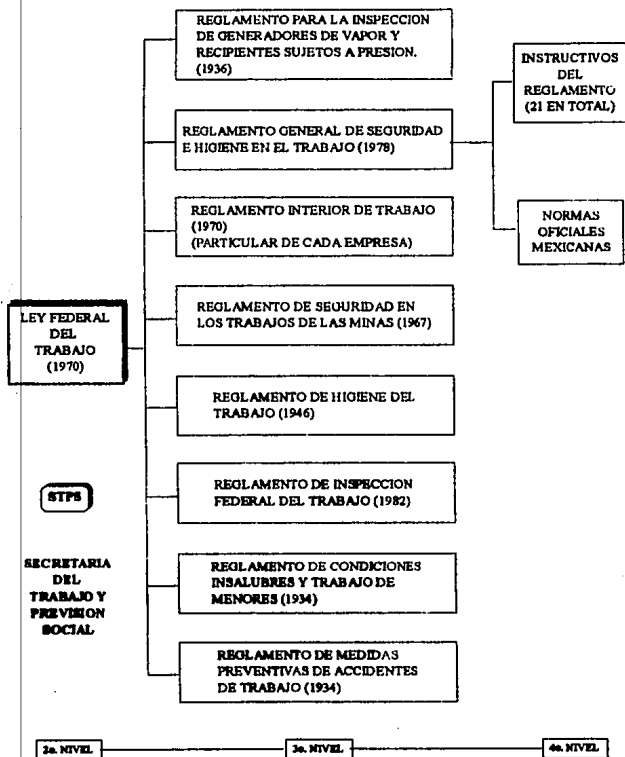 REGLAMENTO PARA LA INSPECCION
DE GENERADORES DE VAPOR Y
RECIPIENTES SUJETOS A PRESION.
(1936)
INSTRUCTIVOS
DEL
REGLAMENTO
(21 EN TOTAL)
REGLAMENTO GENERAL DE SEGURIDAD
E HIGIENE EN EL TRABAJO (1978)
REGLAMENTO INTERIOR DE TRABAJO
(1970)
(PARTICULAR DE CADA EMPRESA)
NORMAS
OFICIALES
MEXICANAS
LEY FEDERAL
DEL
TRABAJO
(1970)
REGLAMENTO DE SEGURIDAD EN
LOS TRABAJOS DE LAS MINAS (1967)
REGLAMENTO DE HIGIENE DEL
TRABAJO (1946)
STPS
REGLAMENTO DE INSPECCION
FEDERAL DEL TRABAJO (1982)
SECRETARIA
DEL
TRABAJO Y
PREVISION
SOCIAL
REGLAMENTO DE CONDICIONES
INSALUBRES Y TRABAJO DE
MENORES (1934)
REGLAMENTO DE MEDIDAS
PREVENTIVAS DE ACCIDENTES
DE TRABAJO (1934)
2o. NIVEL
3o. NIVEL
4o. NIVEL